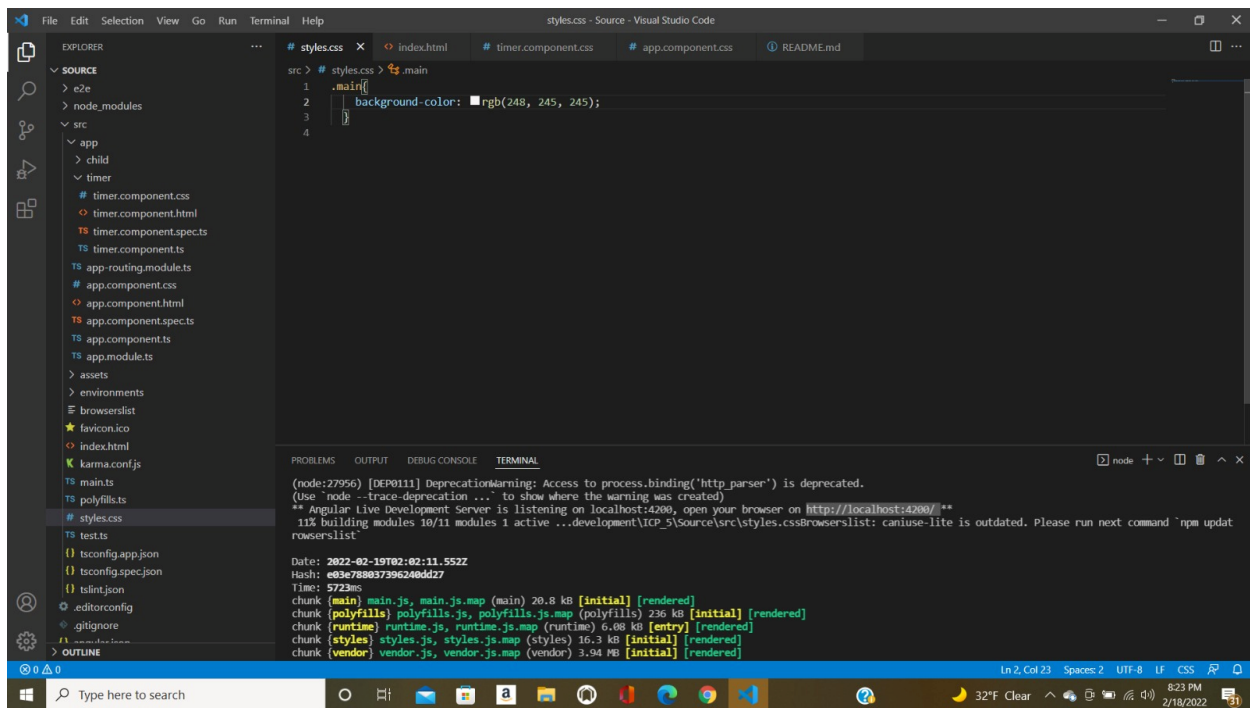 File Edit Selection View Go Run Terminal Help
styles.css - Source - Visual Studio Code
EXPLORER
SOURCE
e2e
node_modules
src
app
child
timer
# timer.component.css
timer.component.html
TS timer.component.spec.ts
TS timer.component.ts
TS app-routing.module.ts
# app.component.css
app.component.html
TS app.component.spec.ts
TS app.component.ts
TS app.module.ts
assets
environments
browserslist
favicon.ico
index.html
K karma.conf.js
TS main.ts
TS polyfills.ts
# styles.css
TS test.ts
{} tsconfig.app.json
{} tsconfig.spec.json
{} tslint.json
.editorconfig
.gitignore
OUTLINE
# styles.css index.html # timer.component.css # app.component.css README.md
src > # styles.css > .main
1 .main{
2 background-color: rgb(248, 245, 245);
3 }
4
PROBLEMS OUTPUT DEBUG CONSOLE TERMINAL
node
(node:27956) [DEP0111] DeprecationWarning: Access to process.binding('http_parser') is deprecated.
(Use `node --trace-deprecation ...` to show where the warning was created)
** Angular Live Development Server is listening on localhost:4200, open your browser on http://localhost:4200/ **
11% building modules 10/11 modules 1 active ...development\ICP_5\Source\src\styles.cssBrowserslist: caniuse-lite is outdated. Please run next command `npm updat
rowserslist`
Date: 2022-02-19T02:02:11.552Z
Hash: e03e788037396240dd27
Time: 5723ms
chunk {main} main.js, main.js.map (main) 20.8 kB [initial] [rendered]
chunk {polyfills} polyfills.js, polyfills.js.map (polyfills) 236 kB [initial] [rendered]
chunk {runtime} runtime.js, runtime.js.map (runtime) 6.08 kB [entry] [rendered]
chunk {styles} styles.js, styles.js.map (styles) 16.3 kB [initial] [rendered]
chunk {vendor} vendor.js, vendor.js.map (vendor) 3.94 MB [initial] [rendered]
0 0
Ln 2, Col 23 Spaces: 2 UTF-8 LF CSS
Type here to search
a
32°F Clear
8:23 PM
2/18/2022
31